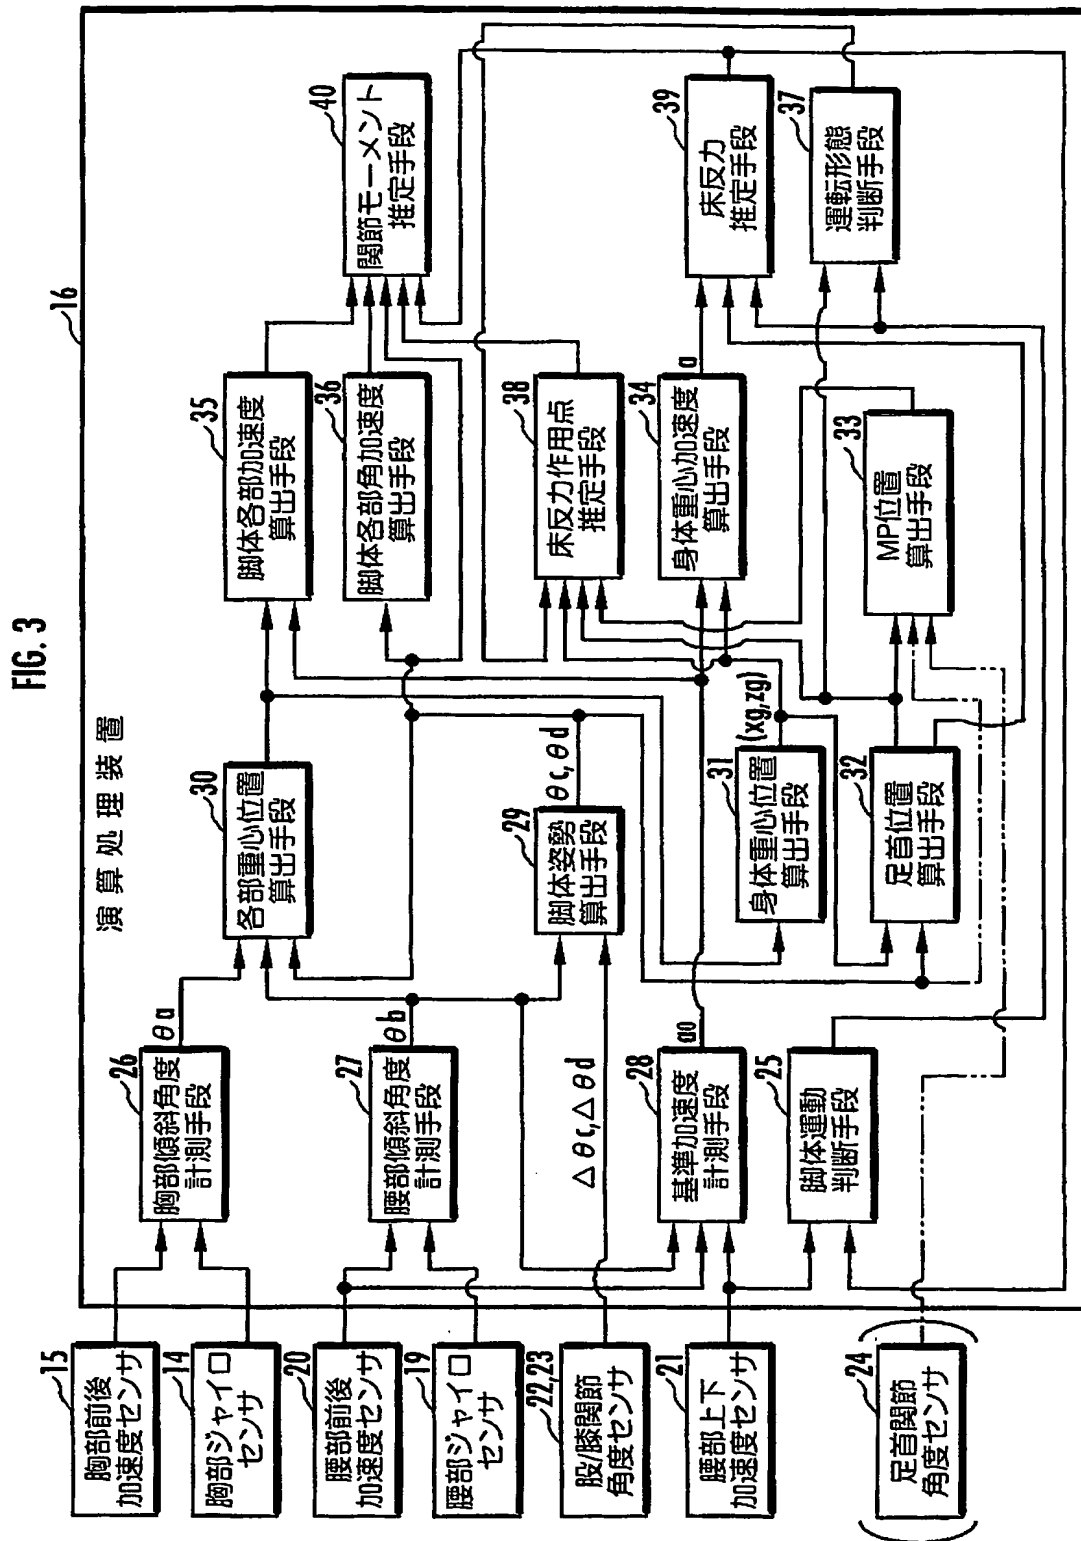 FIG. 3
16
演算処理装置
15
胸部前後
加速度センサ
14
胸部ジャイロ
センサ
20
腰部前後
加速度センサ
19
腰部ジャイロ
センサ
22,23
股/膝関節
角度センサ
21
腰部上下
加速度センサ
24
足首関節
角度センサ
26
胸部傾斜角度
計測手段
θa
27
腰部傾斜角度
計測手段
θb
△θc,△θd
28
基準加速度
計測手段
a0
25
脚体運動
判断手段
30
各部重心位置
算出手段
29
脚体姿勢
算出手段
θc,θd
31
身体重心位置
算出手段
(xg,zg)
32
足首位置
算出手段
35
脚体各部加速度
算出手段
36
脚体各部角加速度
算出手段
38
床反力作用点
推定手段
34
身体重心加速度
算出手段
a
33
MP位置
算出手段
40
関節モーメント
推定手段
39
床反力
推定手段
37
運転形態
判断手段